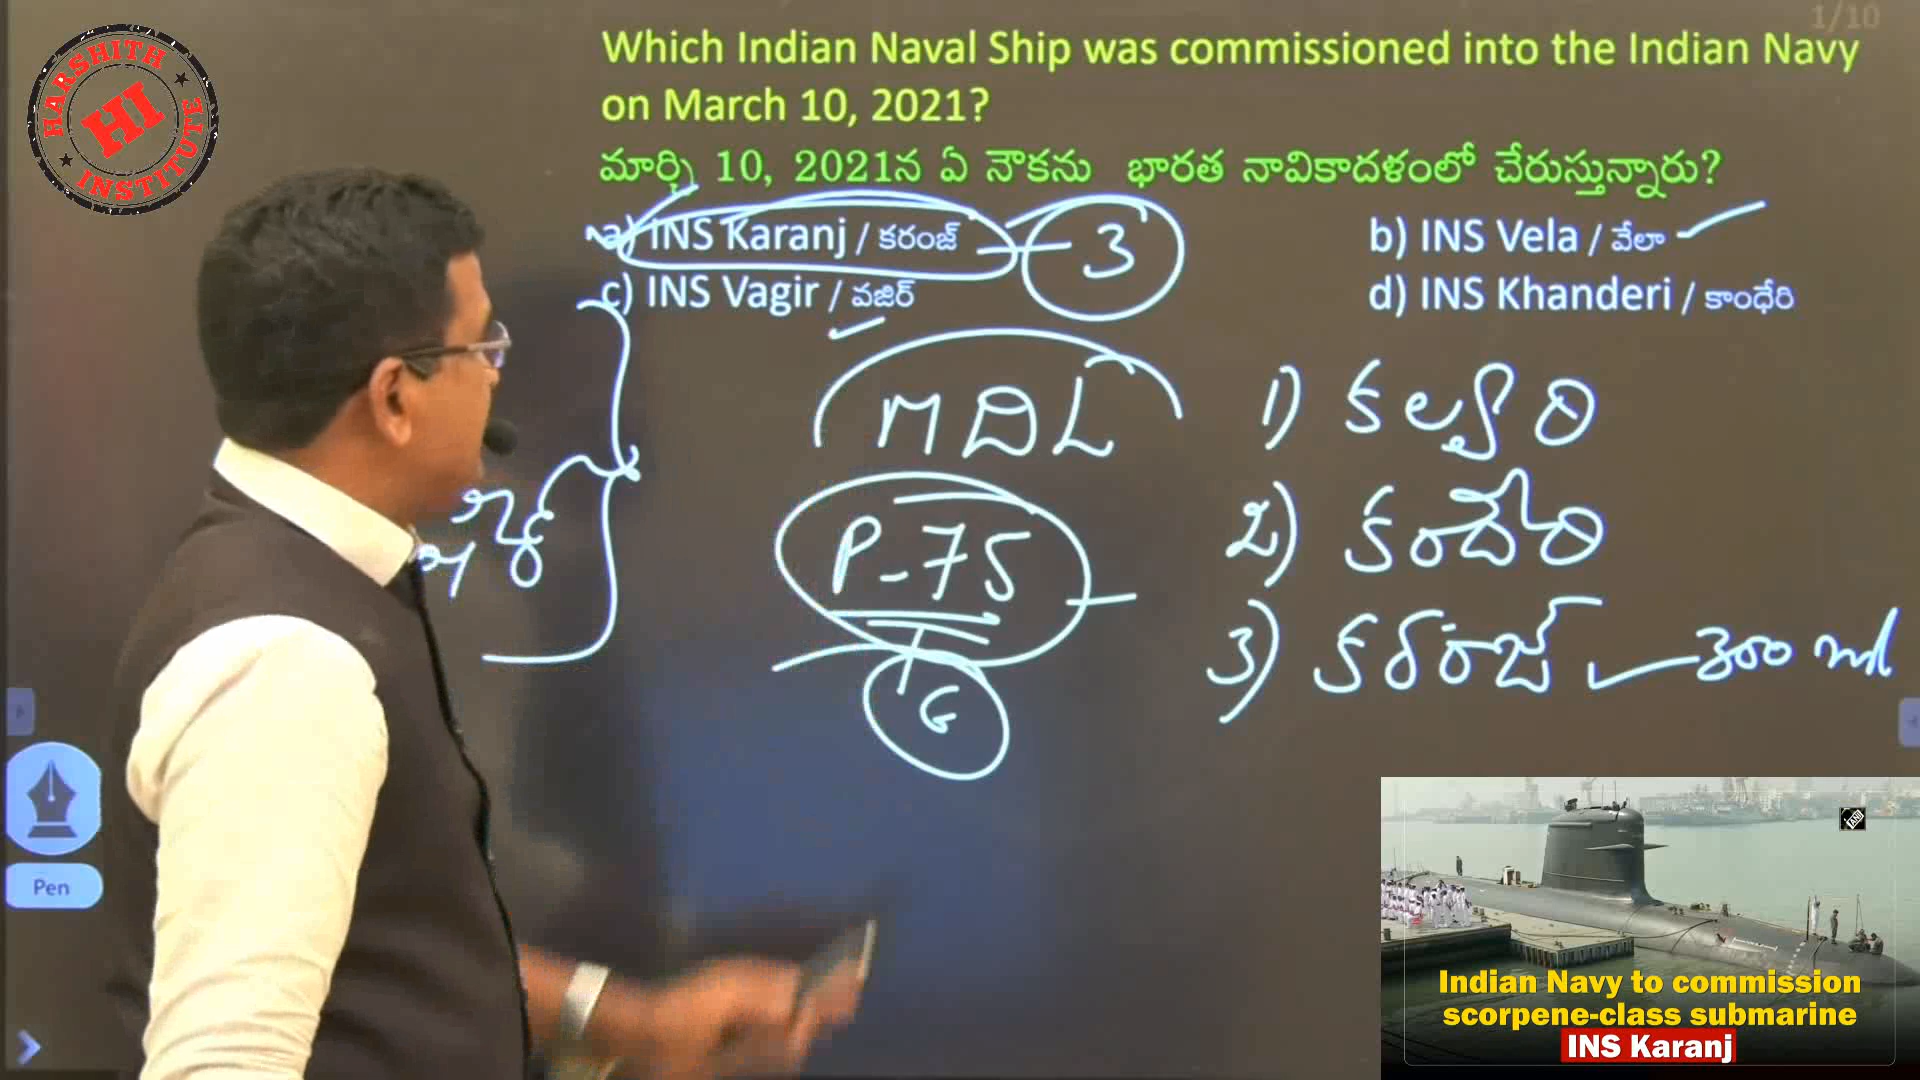 HARSHITH
HI
INSTITUTE
1/10
Which Indian Naval Ship was commissioned into the Indian Navy
on March 10, 2021?
మార్చి 10, 2021న ఏ నౌకను భారత నావికాదళంలో చేరుస్తున్నారు?
a) INS Karanj / కరంజ్
3
b) INS Vela / వేలా
c) INS Vagir / వజిర్
d) INS Khanderi / కాంధేరి
MDL
P-75
6
1) కల్వరి
2)
3) కరంజ్
300
Pen
ANI
Indian Navy to commission
scorpene-class submarine
INS Karanj